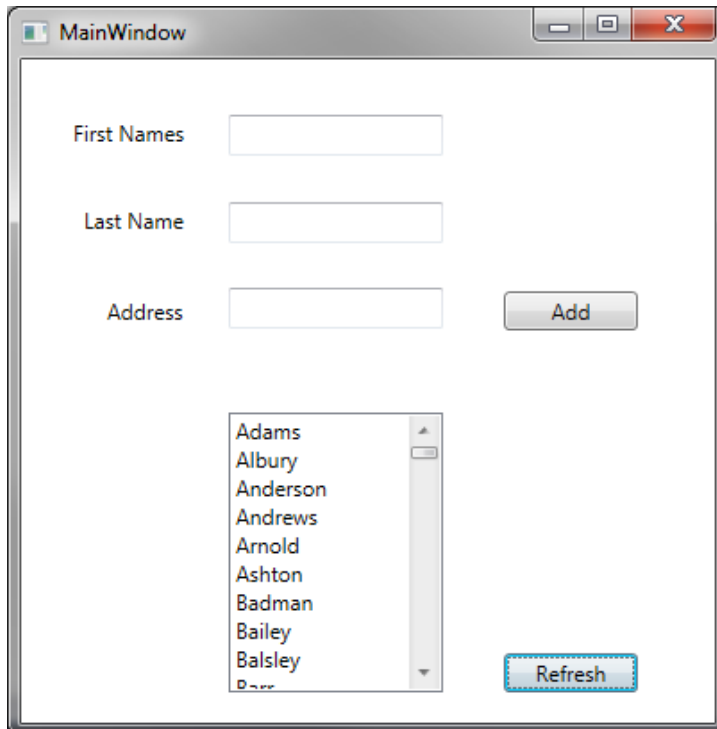 MainWindow
First Names
Last Name
Address
Add
Adams
Albury
Anderson
Andrews
Arnold
Ashton
Badman
Bailey
Balsley
Refresh